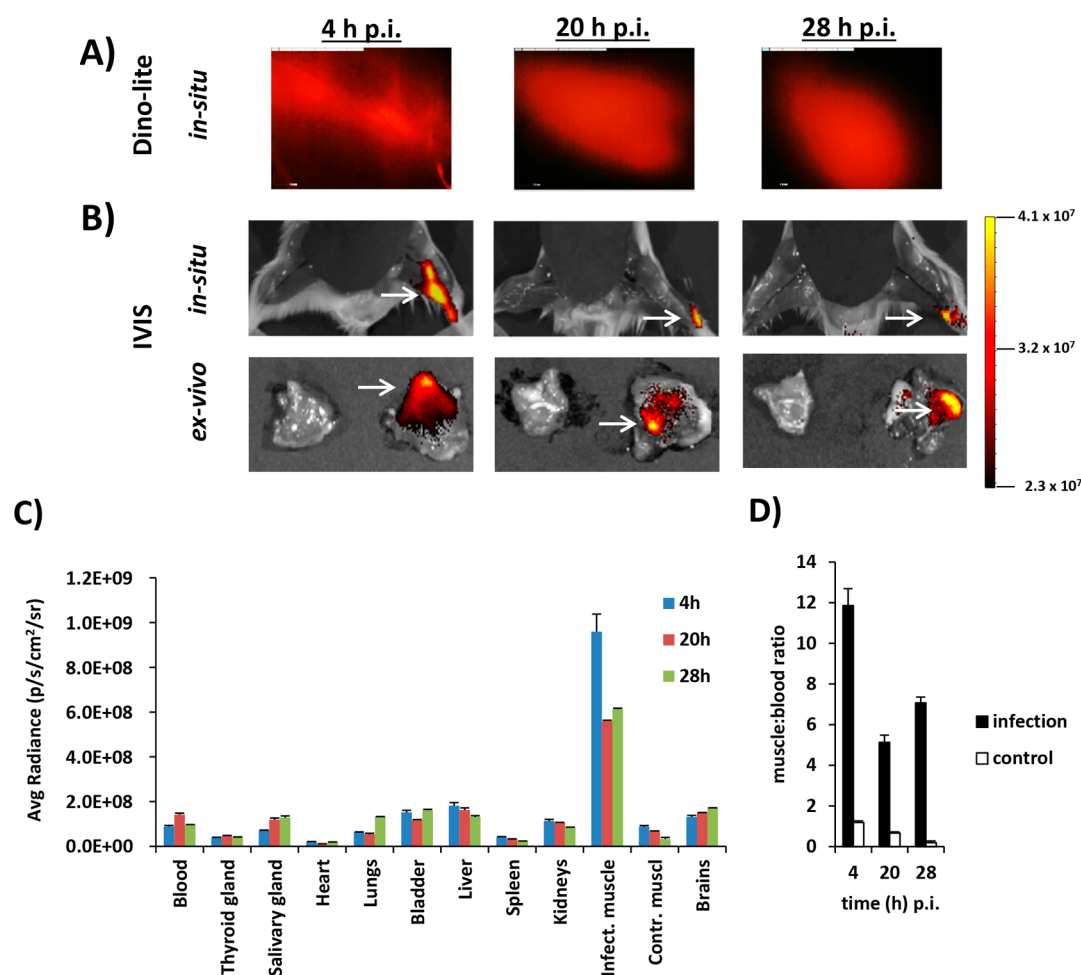 4 h p.i.
20 h p.i.
28 h p.i.
A)
Dino-lite
in-situ
B)
IVIS
in-situ
ex-vivo
4.1 x 10⁷
3.2 x 10⁷
2.3 x 10⁷
C)
Avg Radiance (p/s/cm²/sr)
1.2E+09
1.0E+09
8.0E+08
6.0E+08
4.0E+08
2.0E+08
0.0E+00
4h
20h
28h
Blood
Thyroid gland
Salivary gland
Heart
Lungs
Bladder
Liver
Spleen
Kidneys
Infect. muscle
Contr. muscl
Brains
D)
muscle:blood ratio
14
12
10
8
6
4
2
0
infection
control
4
20
28
time (h) p.i.